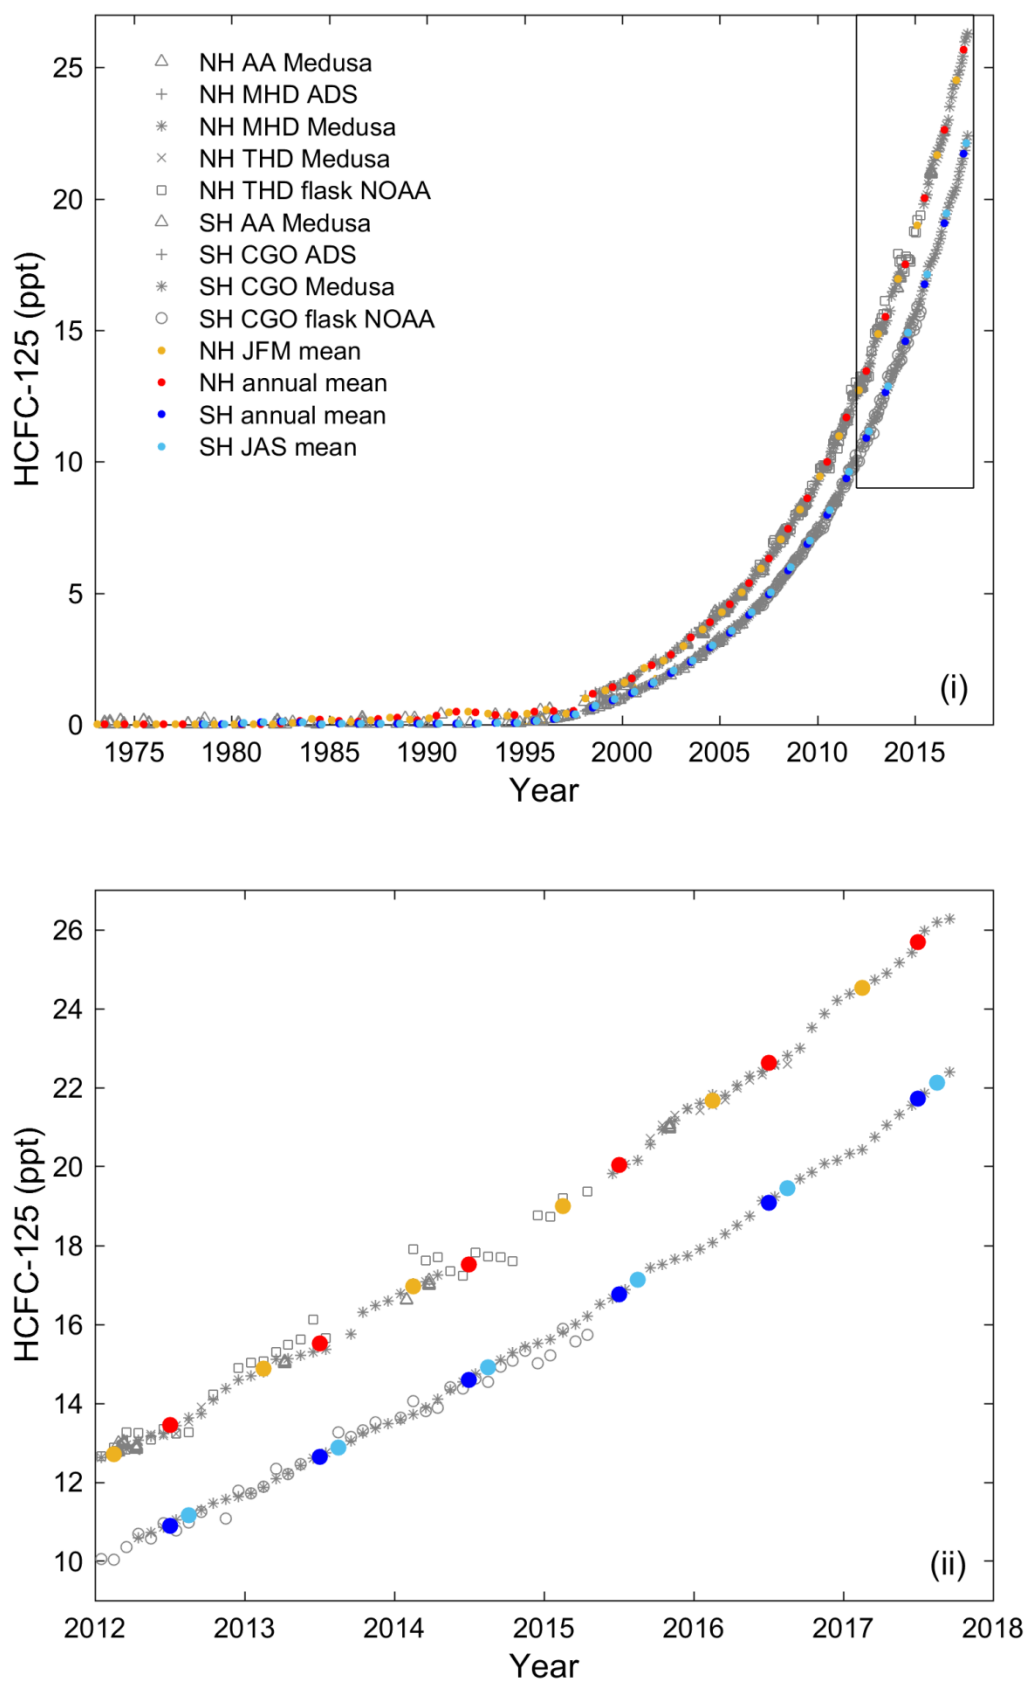 25
NH AA Medusa
NH MHD ADS
NH MHD Medusa
NH THD Medusa
20
NH THD flask NOAA
SH AA Medusa
SH CGO ADS
SH CGO Medusa
15
SH CGO flask NOAA
NH JFM mean
NH annual mean
SH annual mean
10
SH JAS mean
HCFC-125 (ppt)
5
(i)
0
1975 1980 1985 1990 1995 2000 2005 2010 2015
Year
26
24
22
20
18
16
14
12
10
HCFC-125 (ppt)
(ii)
2012 2013 2014 2015 2016 2017 2018
Year